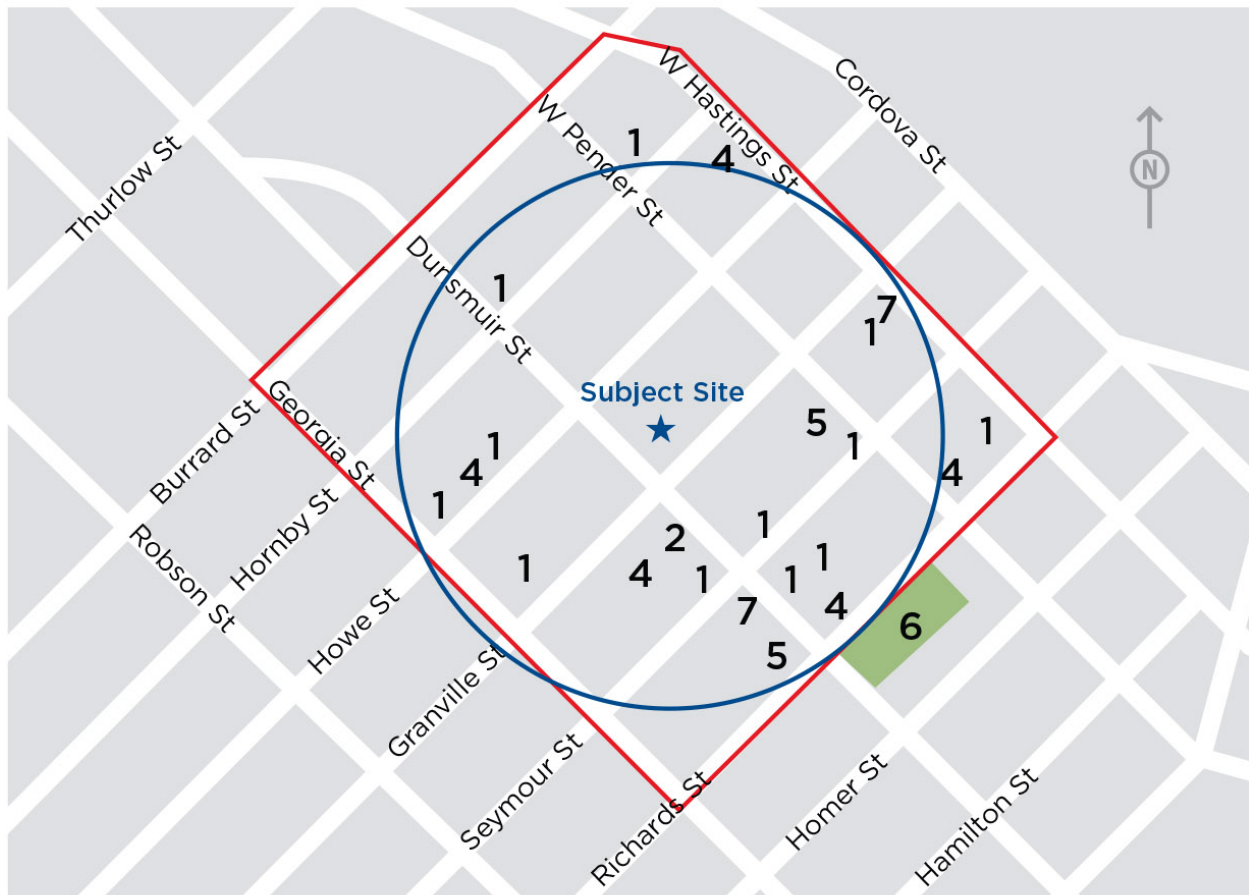 W Hastings St
Cordova St
W Pender St
1
4
N
Thurlow St
Dunsmuir St
1
7
1
Subject Site
Georgia St
Burrard St
5
1
1
1
4
4
1
Hornby St
Robson St
1
2
1
1
4
1
1
7
4
6
Howe St
5
Granville St
Seymour St
Richards St
Homer St
Hamilton St